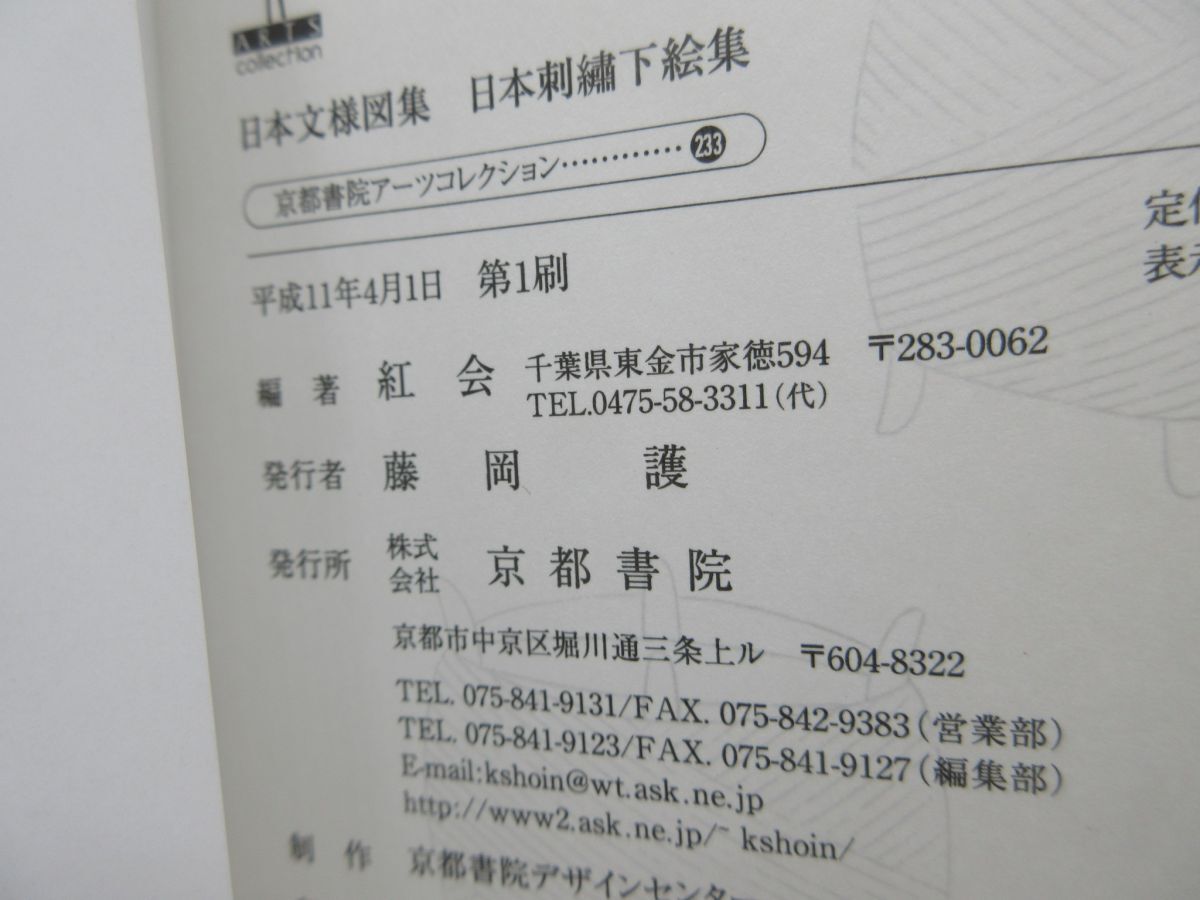 ARTS
collection
日本文様図集 日本刺繡下絵集
京都書院アーツコレクション…………233
定
表示
平成11年4月1日 第1刷
編著 紅会 千葉県東金市家徳594 〒283-0062
TEL.0475-58-3311(代)
発行者 藤岡 護
発行所 株式会社 京都書院
京都市中京区堀川通三条上ル 〒604-8322
TEL. 075-841-9131/FAX. 075-842-9383(営業部)
TEL. 075-841-9123/FAX. 075-841-9127(編集部)
E-mail:kshoin@wt.ask.ne.jp
http://www2.ask.ne.jp/~kshoin/
制作 京都書院デザインセンター